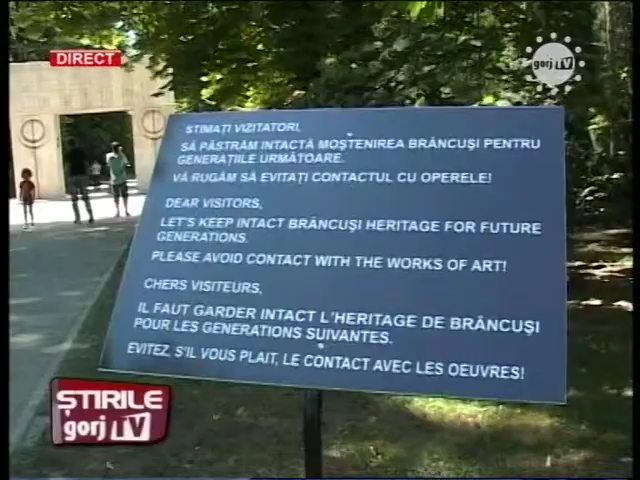 DIRECT
gorj TV
STIMAȚI VIZITATORI,
SĂ PĂSTRĂM INTACTĂ MOȘTENIREA BRÂNCUȘI PENTRU
GENERAȚIILE URMĂTOARE.
VĂ RUGĂM SĂ EVITAȚI CONTACTUL CU OPERELE!
DEAR VISITORS,
LET'S KEEP INTACT BRÂNCUȘI HERITAGE FOR FUTURE
GENERATIONS.
PLEASE AVOID CONTACT WITH THE WORKS OF ART!
CHERS VISITEURS,
IL FAUT GARDER INTACT L'HERITAGE DE BRÂNCUȘI
POUR LES GENERATIONS SUIVANTES.
EVITEZ, S'IL VOUS PLAIT, LE CONTACT AVEC LES OEUVRES!
ȘTIRILE
gorj TV